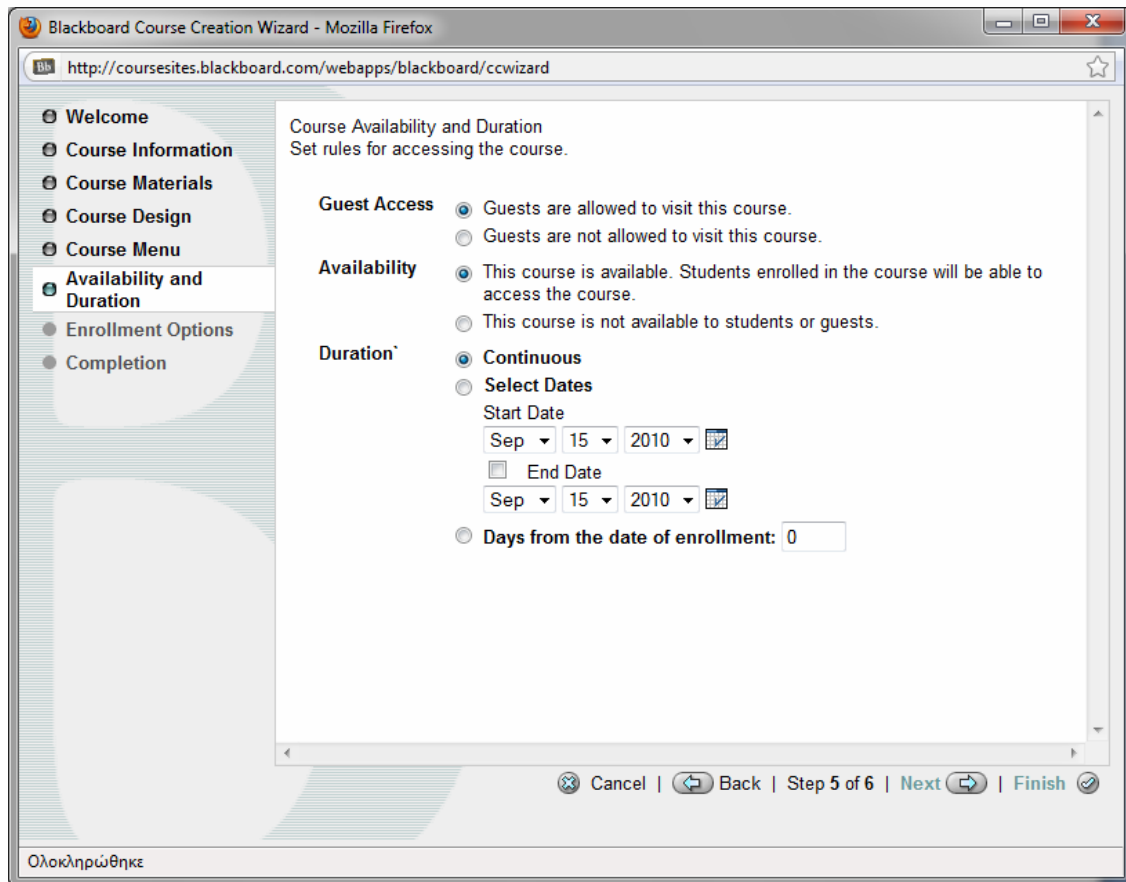 Blackboard Course Creation Wizard - Mozilla Firefox
Bb http://coursesites.blackboard.com/webapps/blackboard/ccwizard
Welcome
Course Information
Course Materials
Course Design
Course Menu
Availability and
Duration
Enrollment Options
Completion
Course Availability and Duration
Set rules for accessing the course.
Guest Access Guests are allowed to visit this course.
Guests are not allowed to visit this course.
Availability This course is available. Students enrolled in the course will be able to
access the course.
This course is not available to students or guests.
Duration` Continuous
Select Dates
Start Date
Sep 15 2010
End Date
Sep 15 2010
Days from the date of enrollment: 0
Cancel | Back | Step 5 of 6 | Next | Finish
Ολοκληρώθηκε